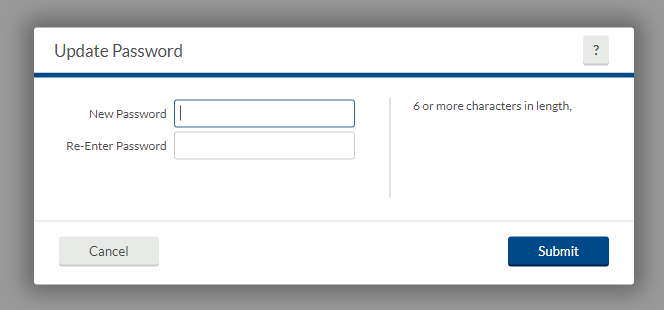 Update Password
?
New Password
6 or more characters in length,
Re-Enter Password
Cancel
Submit